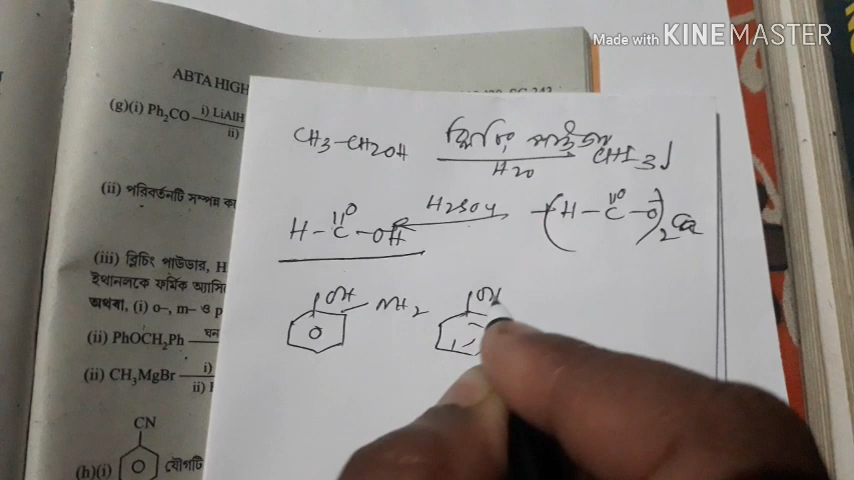 Made with KINEMASTER
ABTA HIGH
(g)(i) Ph₂CO i) LiAlH
ii)
(ii) পরিবর্তনটি সম্পন্ন
(iii) ব্লিচিং পাউডার, H
ইথানলকে ফর্মিক অ্যাসি
অথবা, (i) o–, m– ও p
(ii) PhOCH₂Ph ঘন
(ii) CH₃MgBr i)
ii)
CN
(h)(i) যৌগটি
CH3-CH2OH ব্লিচিং পাউডার CHI3↓
H2O
H-C-OH H2SO4 (H-C-O)2Ca
O O
OH NH2 OH